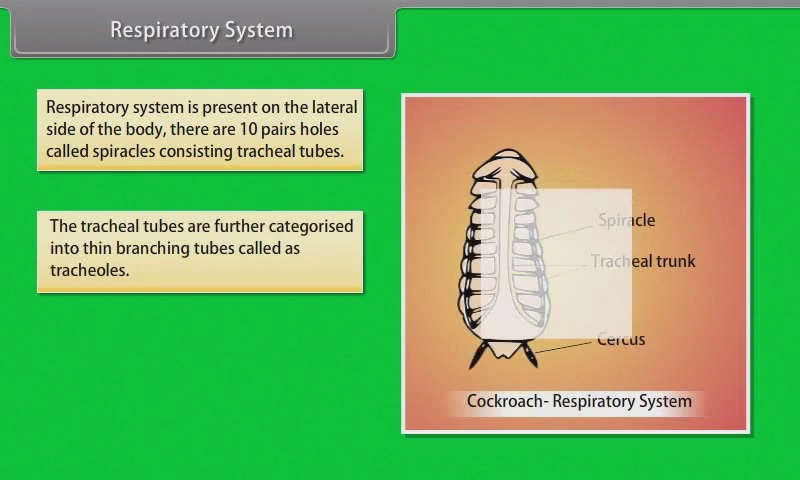 Respiratory System
Respiratory system is present on the lateral
side of the body, there are 10 pairs holes
called spiracles consisting tracheal tubes.
The tracheal tubes are further categorised
into thin branching tubes called as
tracheoles.
Spiracle
Tracheal trunk
Cercus
Cockroach- Respiratory System